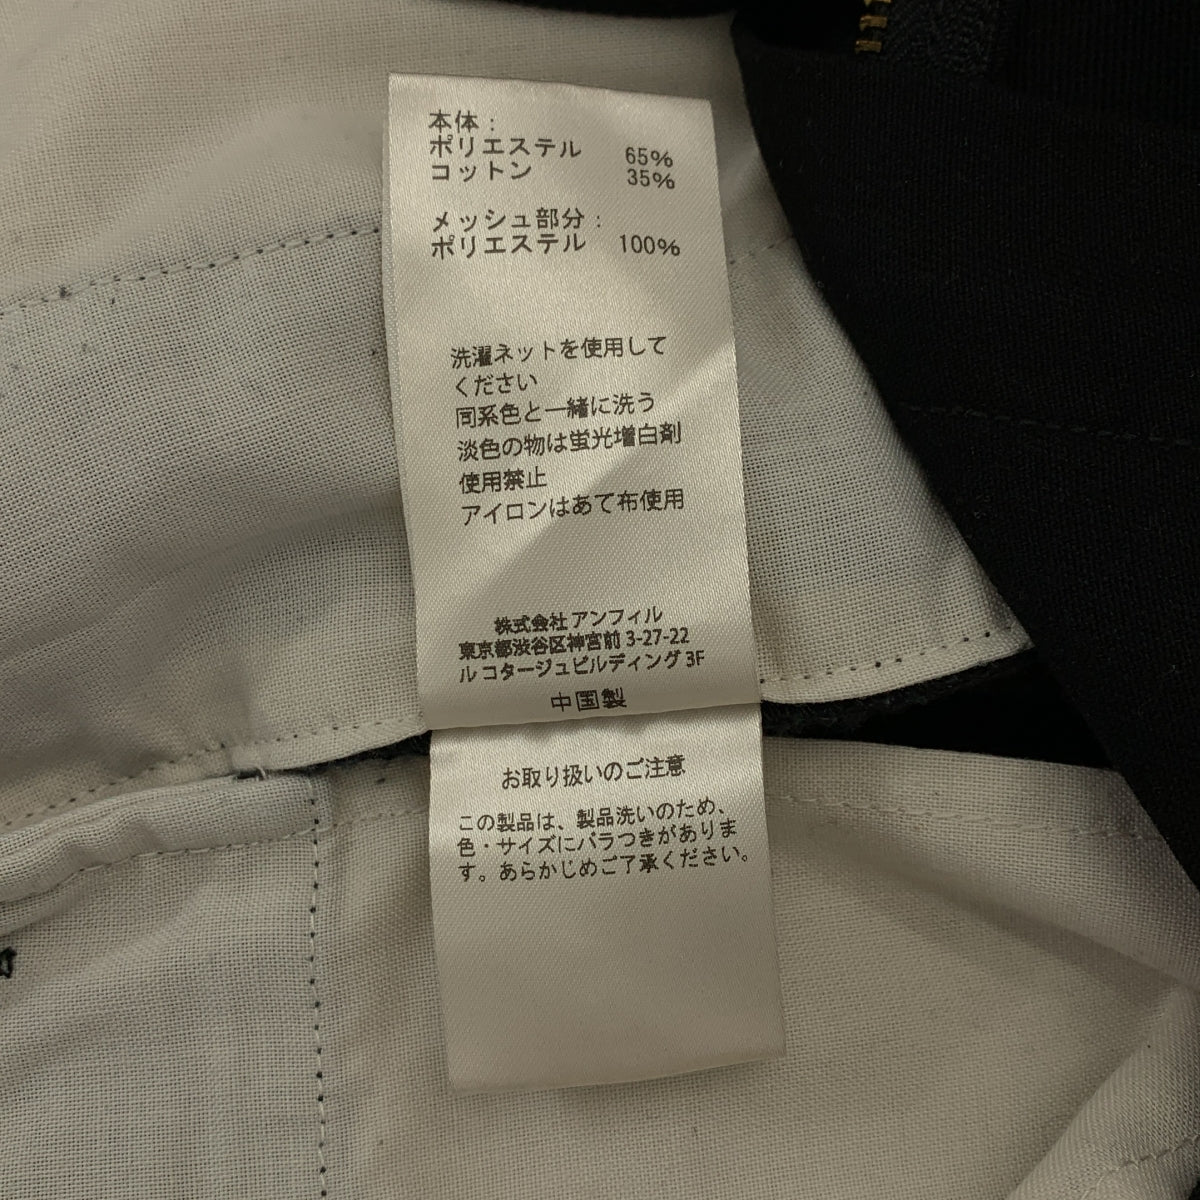 本体：
ポリエステル 65%
コットン 35%
メッシュ部分：
ポリエステル 100%
洗濯ネットを使用して
ください
同系色と一緒に洗う
淡色の物は蛍光増白剤
使用禁止
アイロンはあて布使用
株式会社アンフィル
東京都渋谷区神宮前 3-27-22
ル コタージュビルディング 3F
中国製
お取り扱いのご注意
この製品は、製品洗いのため、
色・サイズにバラつきがありま
す。あらかじめご了承ください。